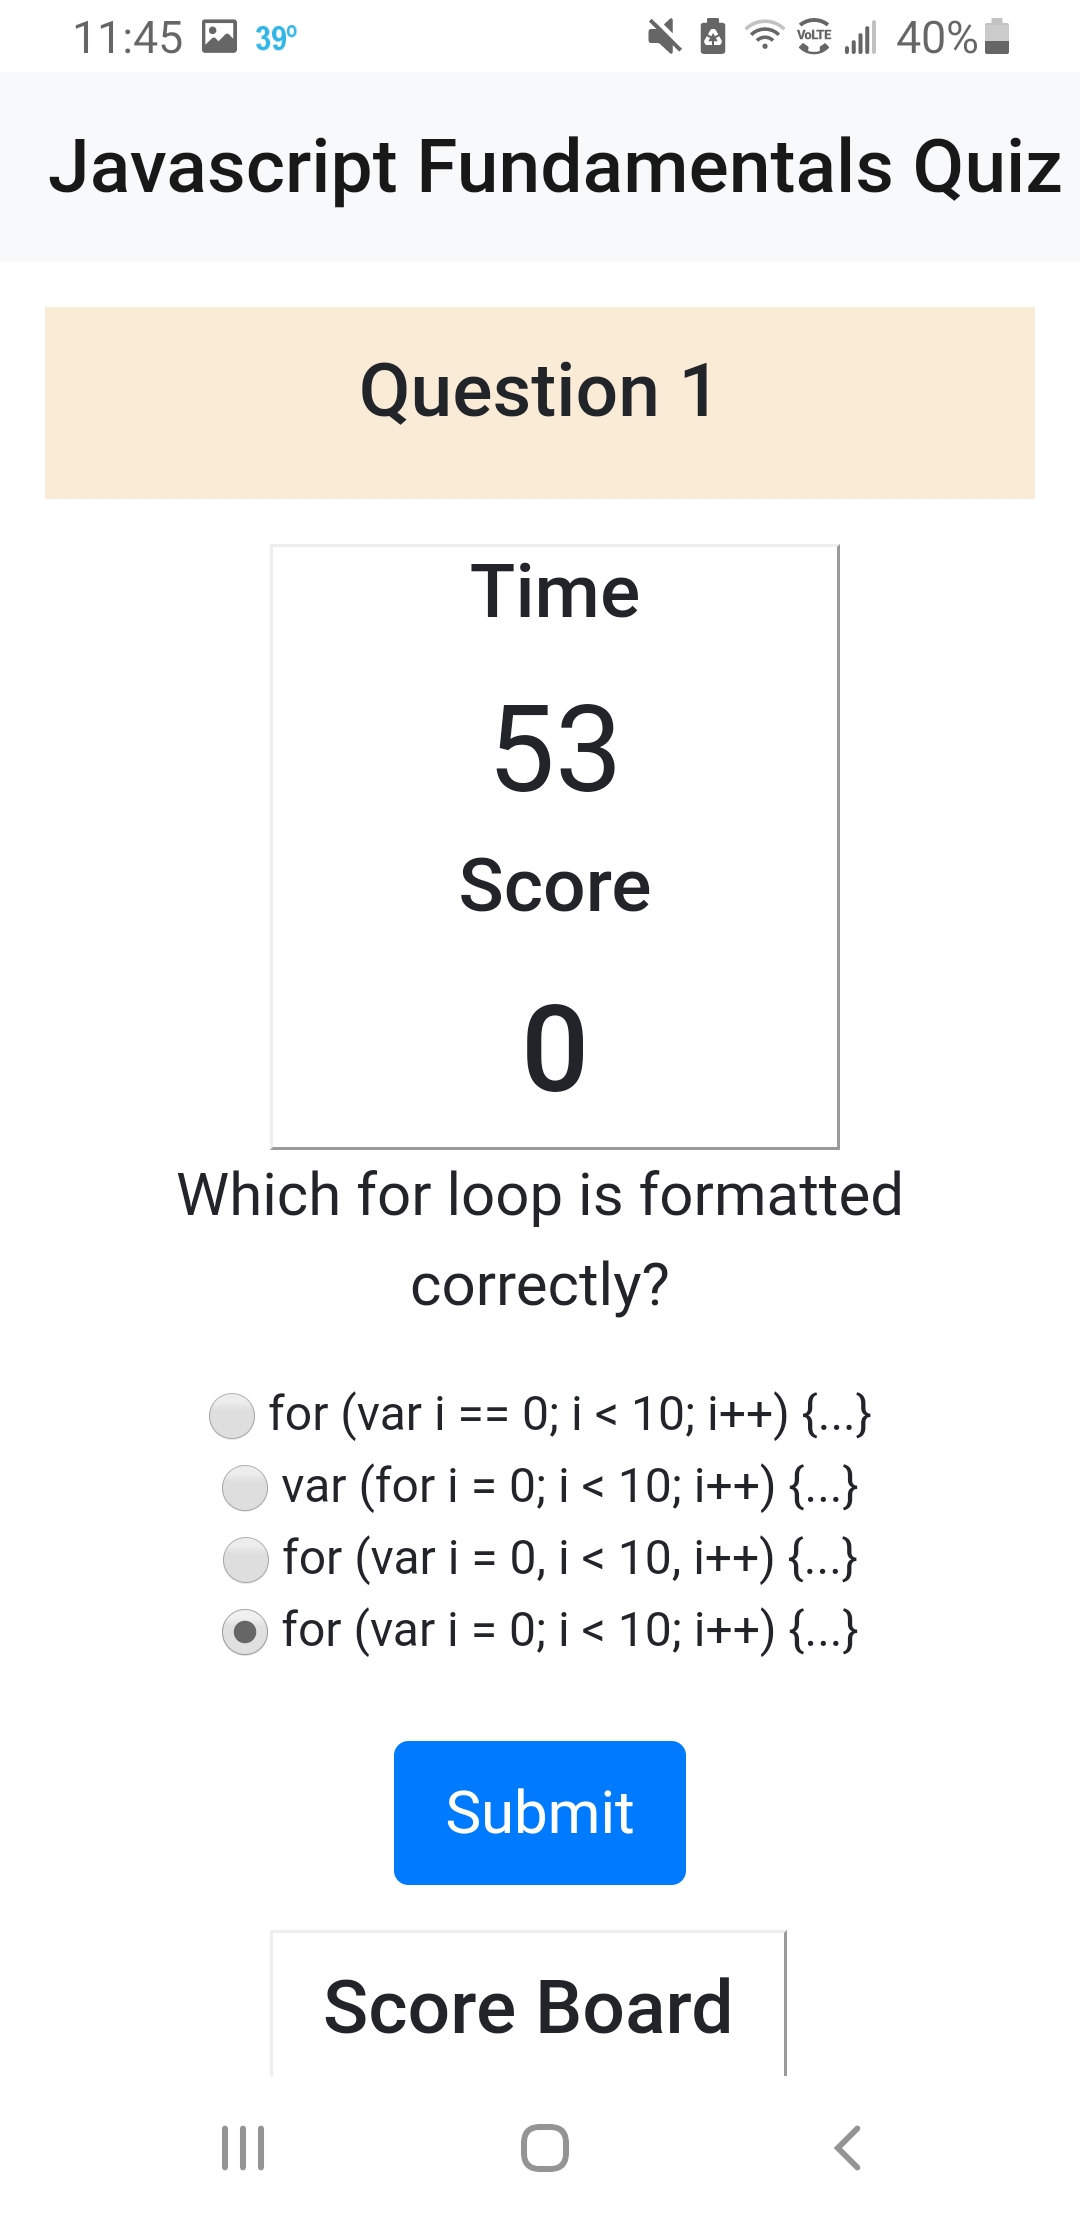 11:45 39° VoLTE 40%
Javascript Fundamentals Quiz
Question 1
Time
53
Score
0
Which for loop is formatted
correctly?
for (var i == 0; i < 10; i++) {...}
var (for i = 0; i < 10; i++) {...}
for (var i = 0, i < 10, i++) {...}
for (var i = 0; i < 10; i++) {...}
Submit
Score Board